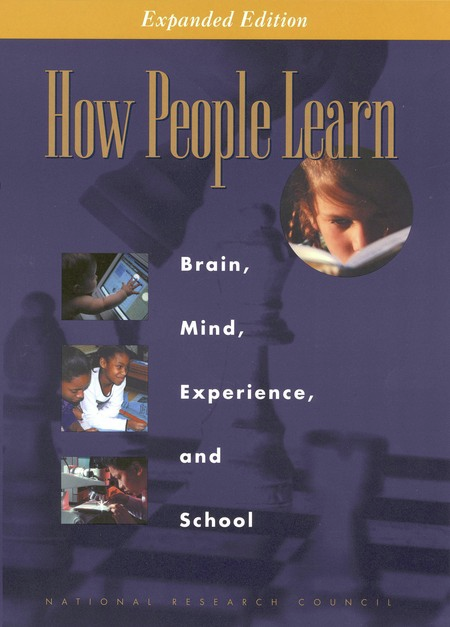 Expanded Edition
How People Learn
Brain,
Mind,
Experience,
and
School
NATIONAL RESEARCH COUNCIL